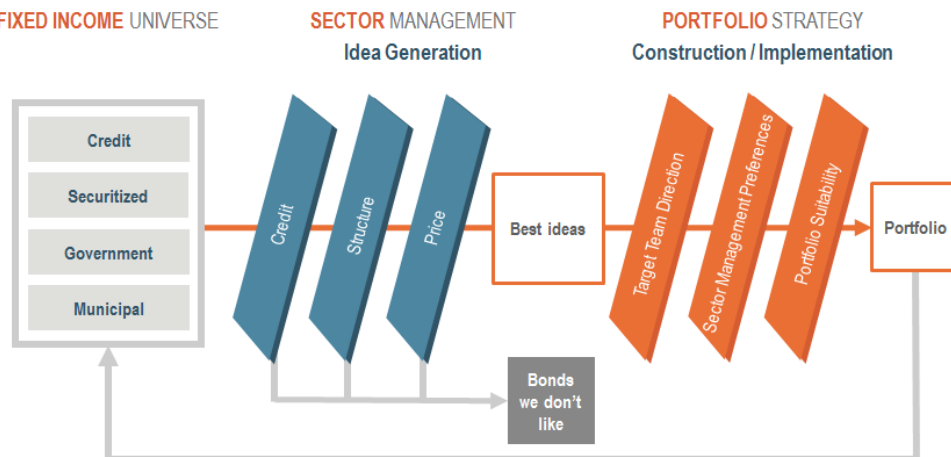 FIXED INCOME UNIVERSE
SECTOR MANAGEMENT
Idea Generation
PORTFOLIO STRATEGY
Construction / Implementation
Credit
Securitized
Government
Municipal
Credit
Structure
Price
Best ideas
Bonds
we don't
like
Target Team Direction
Sector Management Preferences
Portfolio Suitability
Portfolio